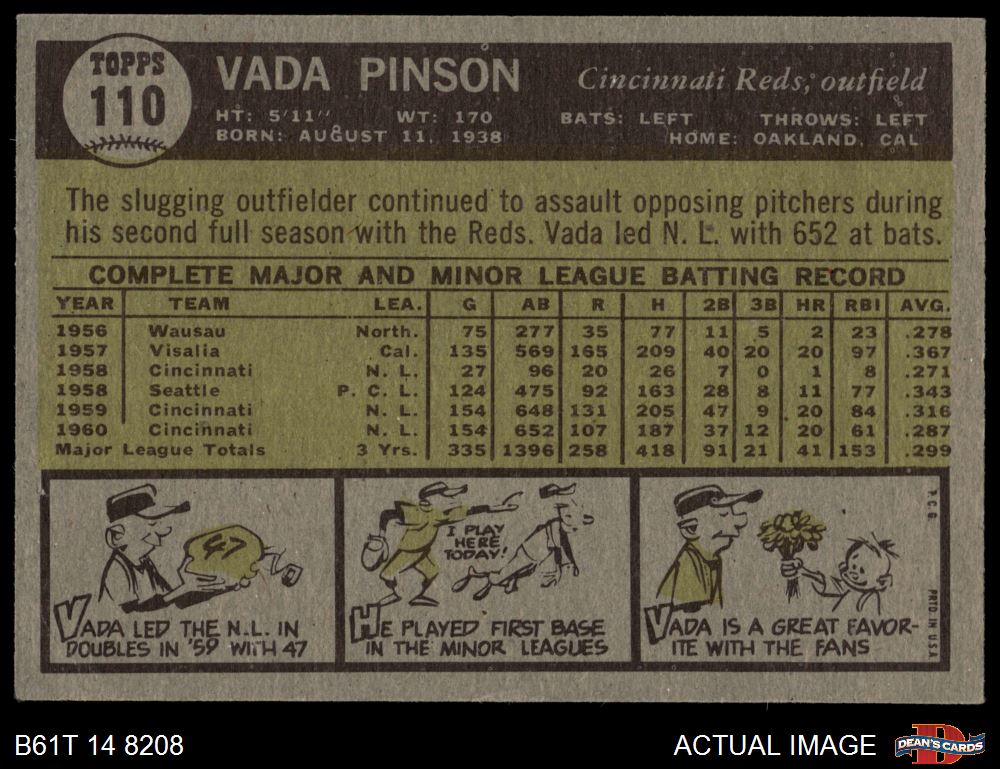 TOPPS
110
VADA PINSON
Cincinnati Reds, outfield
HT: 5'11" WT: 170 BATS: LEFT THROWS: LEFT
BORN: AUGUST 11, 1938 HOME: OAKLAND, CAL
The slugging outfielder continued to assault opposing pitchers during
his second full season with the Reds. Vada led N. L. with 652 at bats.
COMPLETE MAJOR AND MINOR LEAGUE BATTING RECORD
YEAR TEAM LEA. G AB R H 2B 3B HR RBI AVG.
1956 Wausau North. 75 277 35 77 11 5 2 23 .278
1957 Visalia Cal. 135 569 165 209 40 20 20 97 .367
1958 Cincinnati N. L. 27 96 20 26 7 0 1 8 .271
1958 Seattle P. C. L. 124 475 92 163 28 8 11 77 .343
1959 Cincinnati N. L. 154 648 131 205 47 9 20 84 .316
1960 Cincinnati N. L. 154 652 107 187 37 12 20 61 .287
Major League Totals 3 Yrs. 335 1396 258 418 91 21 41 153 .299
47
VADA LED THE N.L. IN
DOUBLES IN '59 WITH 47
I PLAY
HERE
TODAY!
HE PLAYED FIRST BASE
IN THE MINOR LEAGUES
VADA IS A GREAT FAVOR-
ITE WITH THE FANS
T.C.G.
PRTD. IN U.S.A.
B61T 14 8208
ACTUAL IMAGE
DEAN'S CARDS